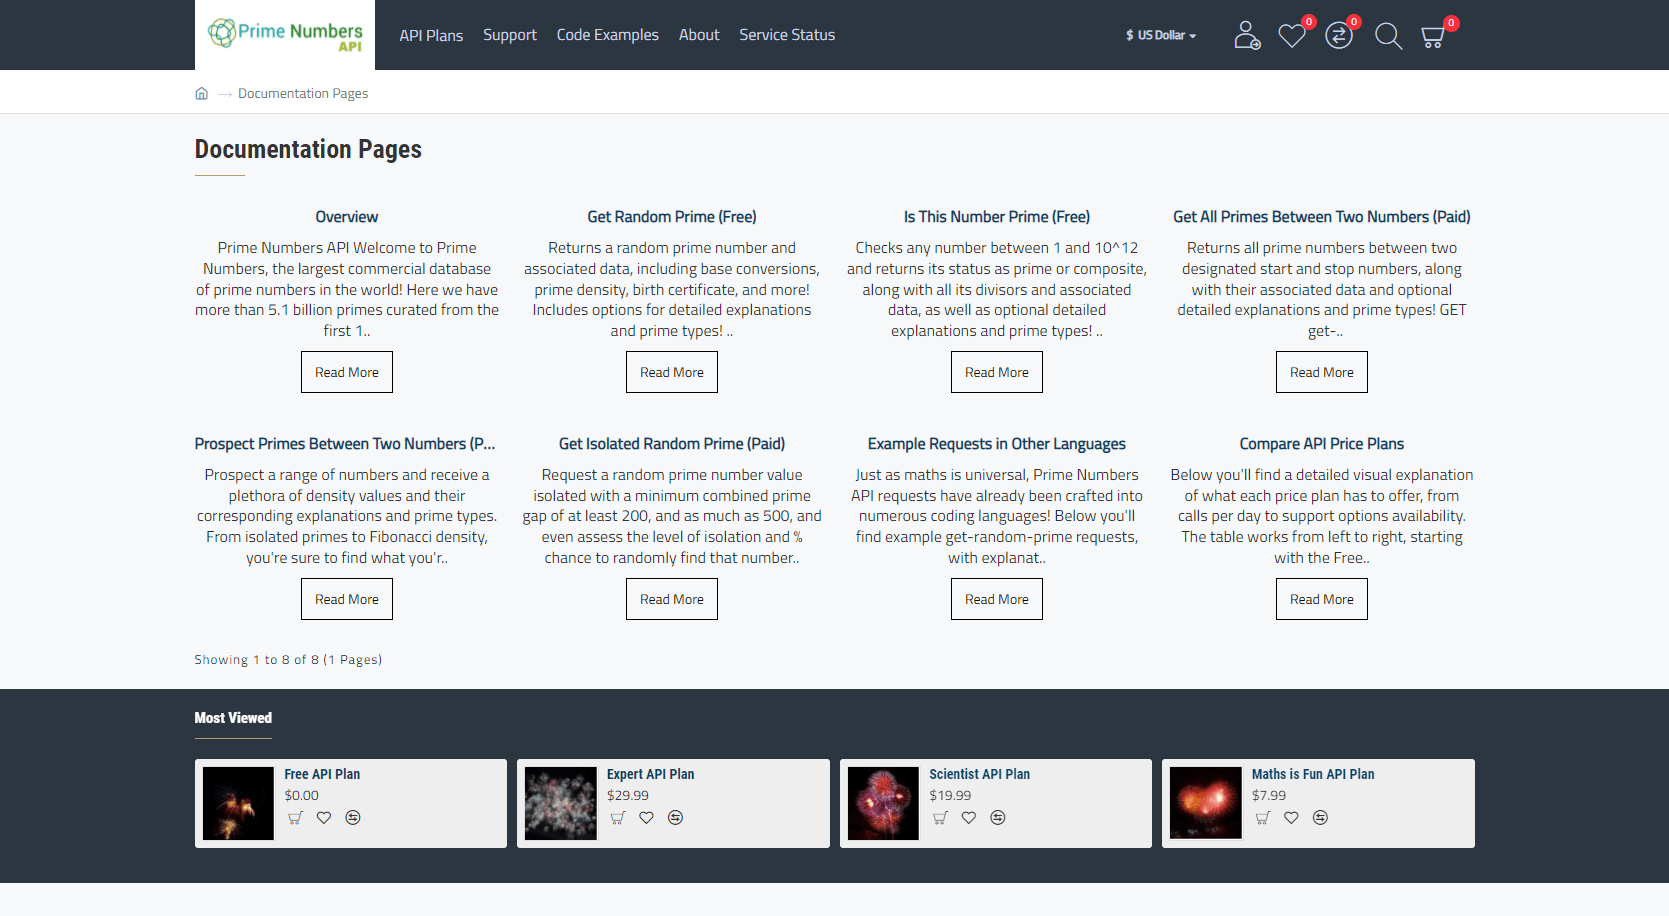 Prime Numbers
API
API Plans
Support
Code Examples
About
Service Status
$ US Dollar
0
0
0
Documentation Pages
Documentation Pages
Overview
Prime Numbers API Welcome to Prime
Numbers, the largest commercial database
of prime numbers in the world! Here we have
more than 5.1 billion primes curated from the
first 1..
Read More
Get Random Prime (Free)
Returns a random prime number and
associated data, including base conversions,
prime density, birth certificate, and more!
Includes options for detailed explanations
and prime types! ..
Read More
Is This Number Prime (Free)
Checks any number between 1 and 10^12
and returns its status as prime or composite,
along with all its divisors and associated
data, as well as optional detailed
explanations and prime types! ..
Read More
Get All Primes Between Two Numbers (Paid)
Returns all prime numbers between two
designated start and stop numbers, along
with their associated data and optional
detailed explanations and prime types! GET
get-..
Read More
Prospect Primes Between Two Numbers (P...
Prospect a range of numbers and receive a
plethora of density values and their
corresponding explanations and prime types.
From isolated primes to Fibonacci density,
you're sure to find what you'r..
Read More
Get Isolated Random Prime (Paid)
Request a random prime number value
isolated with a minimum combined prime
gap of at least 200, and as much as 500, and
even assess the level of isolation and %
chance to randomly find that number..
Read More
Example Requests in Other Languages
Just as maths is universal, Prime Numbers
API requests have already been crafted into
numerous coding languages! Below you'll
find example get-random-prime requests,
with explanat..
Read More
Compare API Price Plans
Below you'll find a detailed visual explanation
of what each price plan has to offer, from
calls per day to support options availability.
The table works from left to right, starting
with the Free..
Read More
Showing 1 to 8 of 8 (1 Pages)
Most Viewed
Free API Plan
$0.00
Expert API Plan
$29.99
Scientist API Plan
$19.99
Maths is Fun API Plan
$7.99